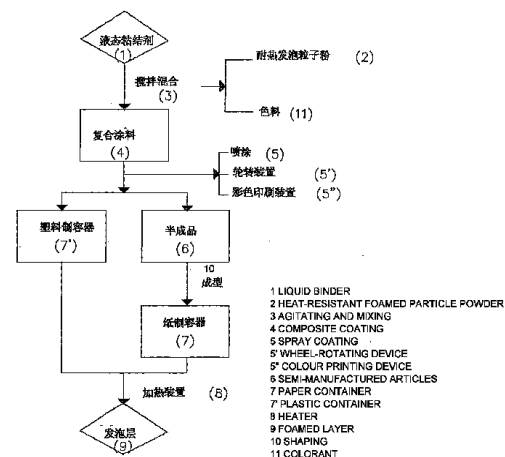 液态黏结剂
(1)
耐热发泡粒子粉 (2)
搅拌混合
(3)
色料 (11)
复合涂料
(4)
喷涂 (5)
轮转装置 (5')
彩色印刷装置 (5")
塑料制容器
(7')
半成品
(6)
10
成型
纸制容器
(7)
加热装置 (8)
发泡层
(9)
1 LIQUID BINDER
2 HEAT-RESISTANT FOAMED PARTICLE POWDER
3 AGITATING AND MIXING
4 COMPOSITE COATING
5 SPRAY COATING
5' WHEEL-ROTATING DEVICE
5" COLOUR PRINTING DEVICE
6 SEMI-MANUFACTURED ARTICLES
7 PAPER CONTAINER
7' PLASTIC CONTAINER
8 HEATER
9 FOAMED LAYER
10 SHAPING
11 COLORANT